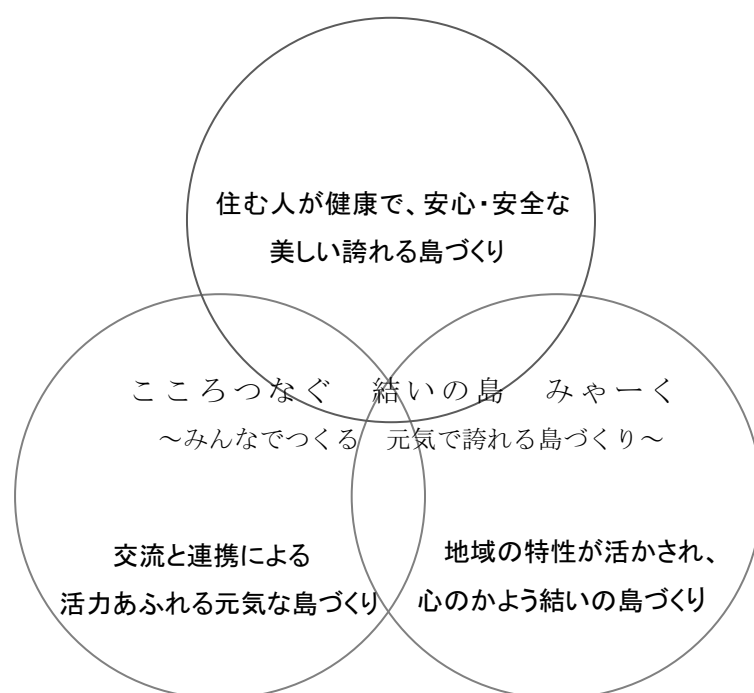 住む人が健康で、安心・安全な
美しい誇れる島づくり
こころつなぐ　結いの島　みゃーく
～みんなでつくる　元気で誇れる島づくり～
交流と連携による
活力あふれる元気な島づくり
地域の特性が活かされ、
心のかよう結いの島づくり